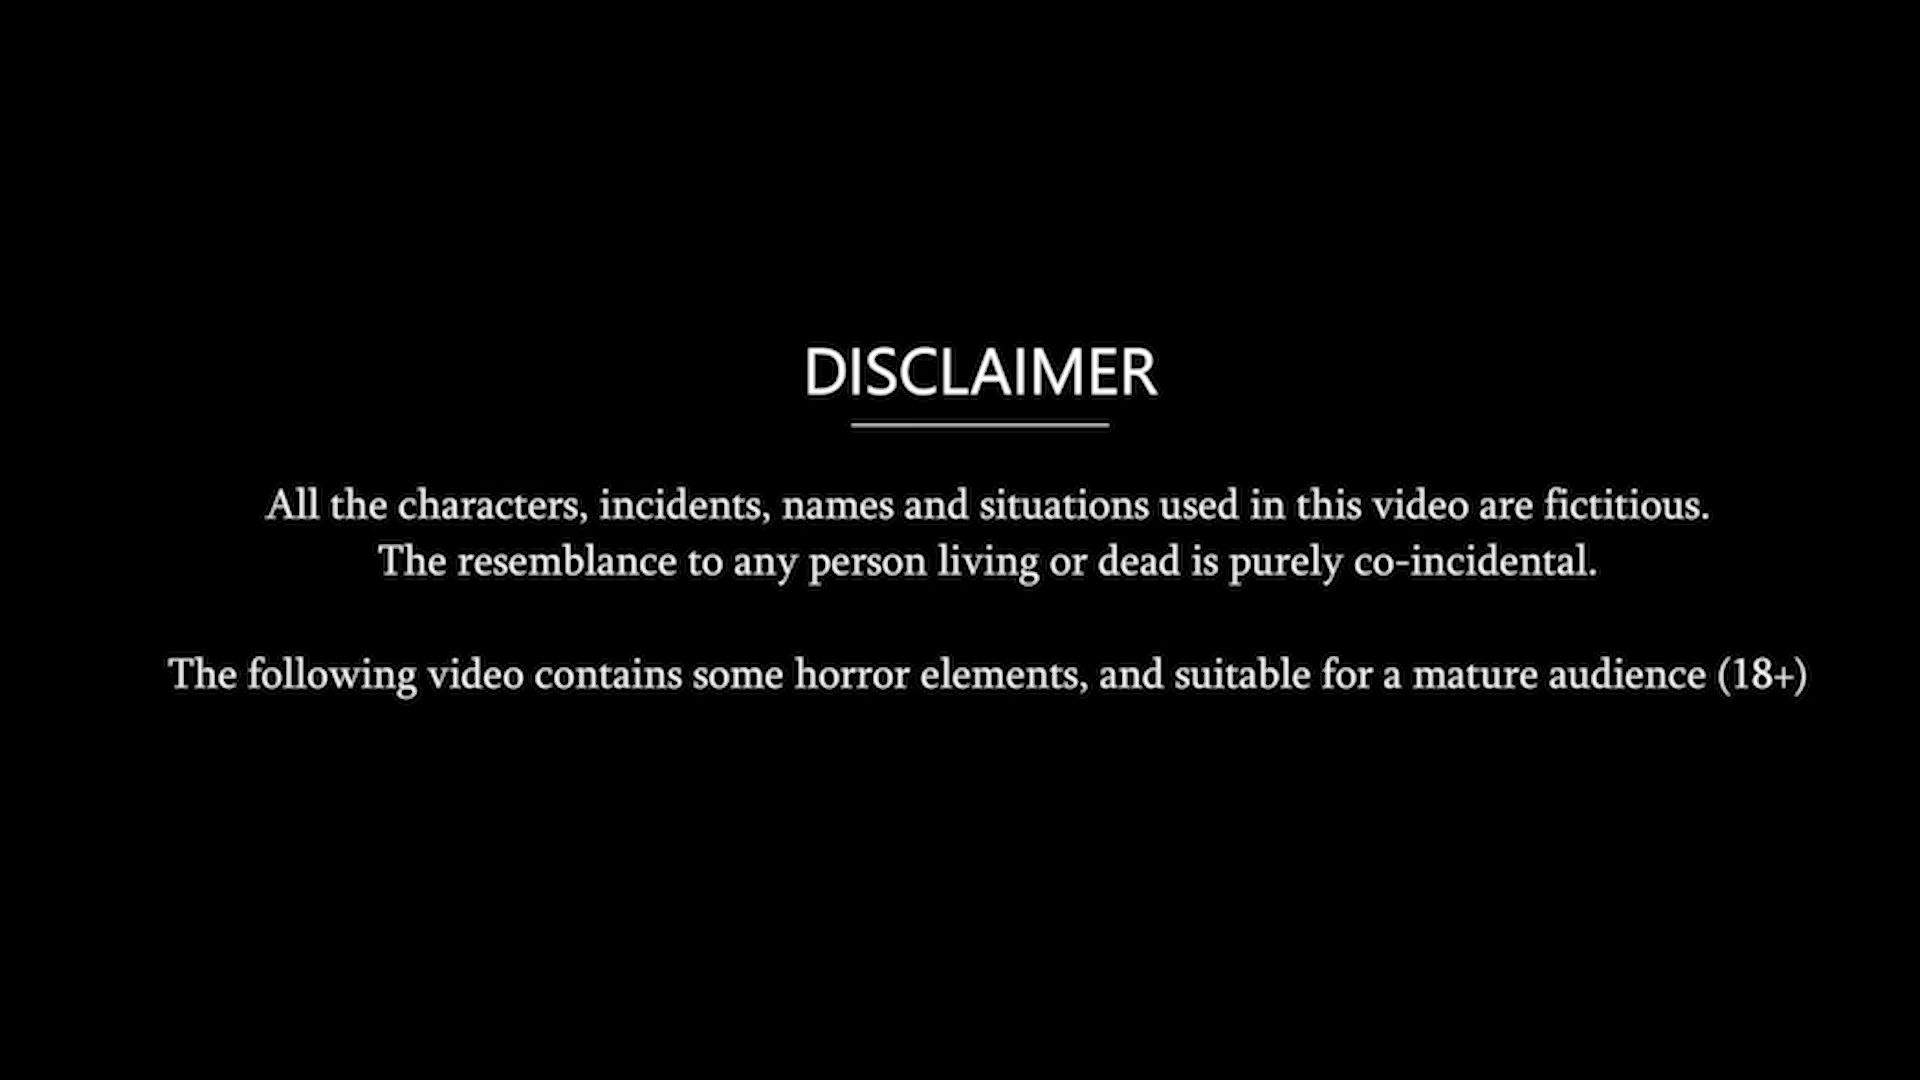 DISCLAIMER
All the characters, incidents, names and situations used in this video are fictitious.
The resemblance to any person living or dead is purely co-incidental.
The following video contains some horror elements, and suitable for a mature audience (18+)